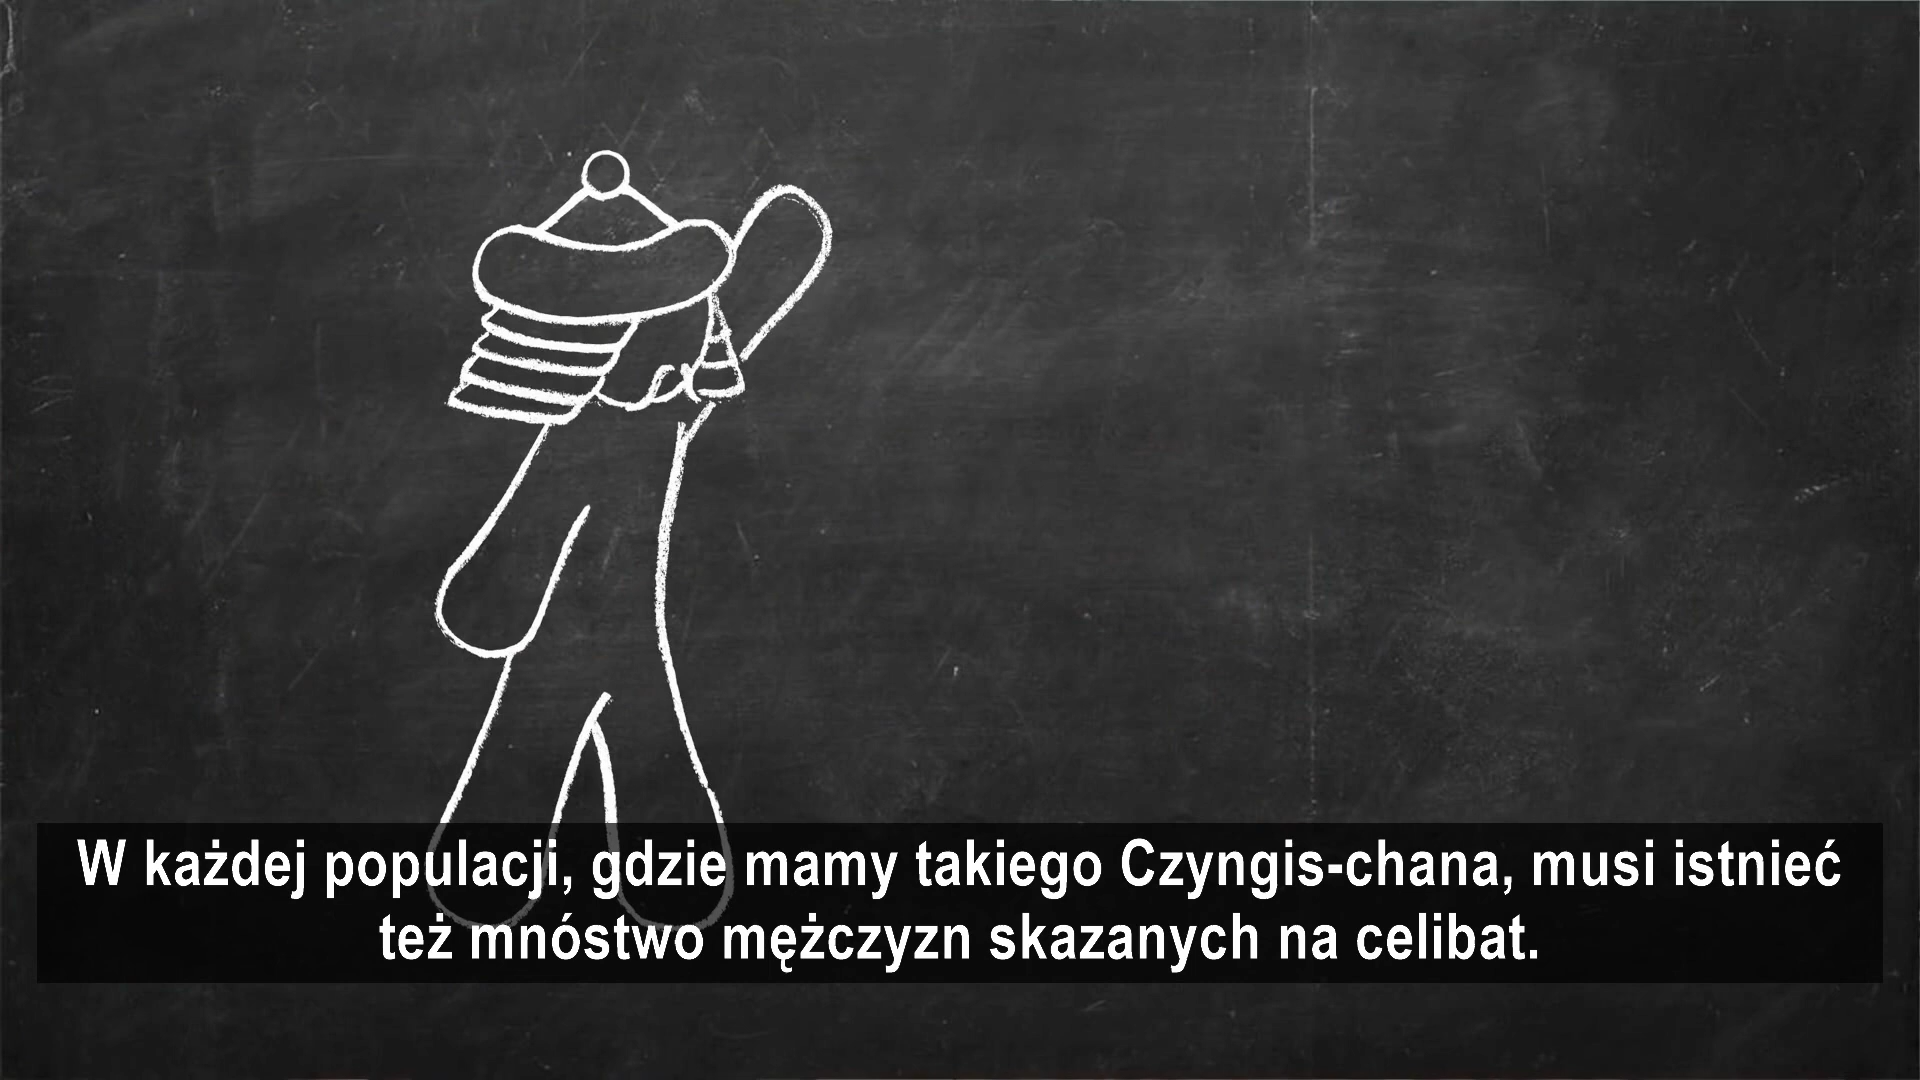 W każdej populacji, gdzie mamy takiego Czyngis-chana, musi istnieć
też mnóstwo mężczyzn skazanych na celibat.